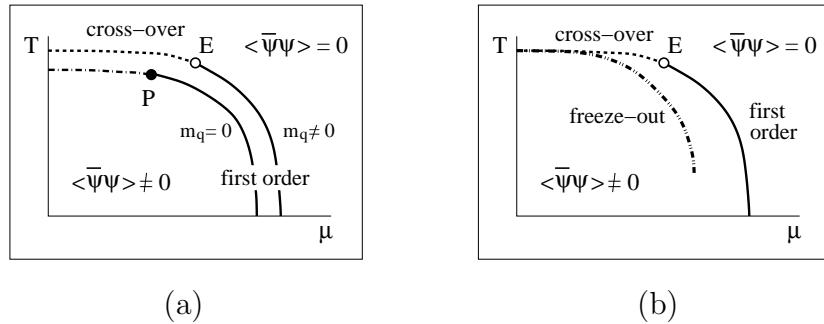 cross–over
T
E
<ψ̅ψ> = 0
P
m_q = 0
m_q ≠ 0
first order
<ψ̅ψ> ≠ 0
μ
(a)
cross–over
T
E
<ψ̅ψ> = 0
freeze–out
first
order
<ψ̅ψ> ≠ 0
μ
(b)